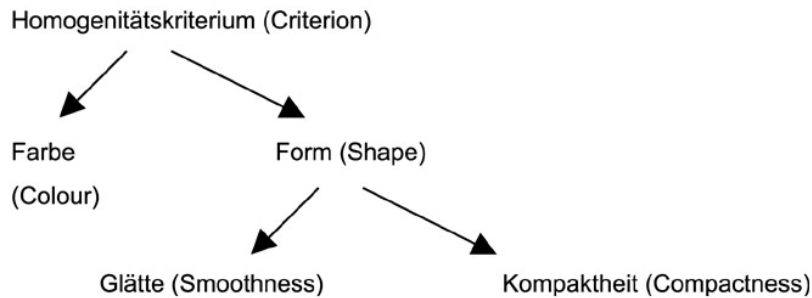 Homogenitätskriterium (Criterion)
Farbe
(Colour)
Form (Shape)
Glätte (Smoothness)
Kompaktheit (Compactness)